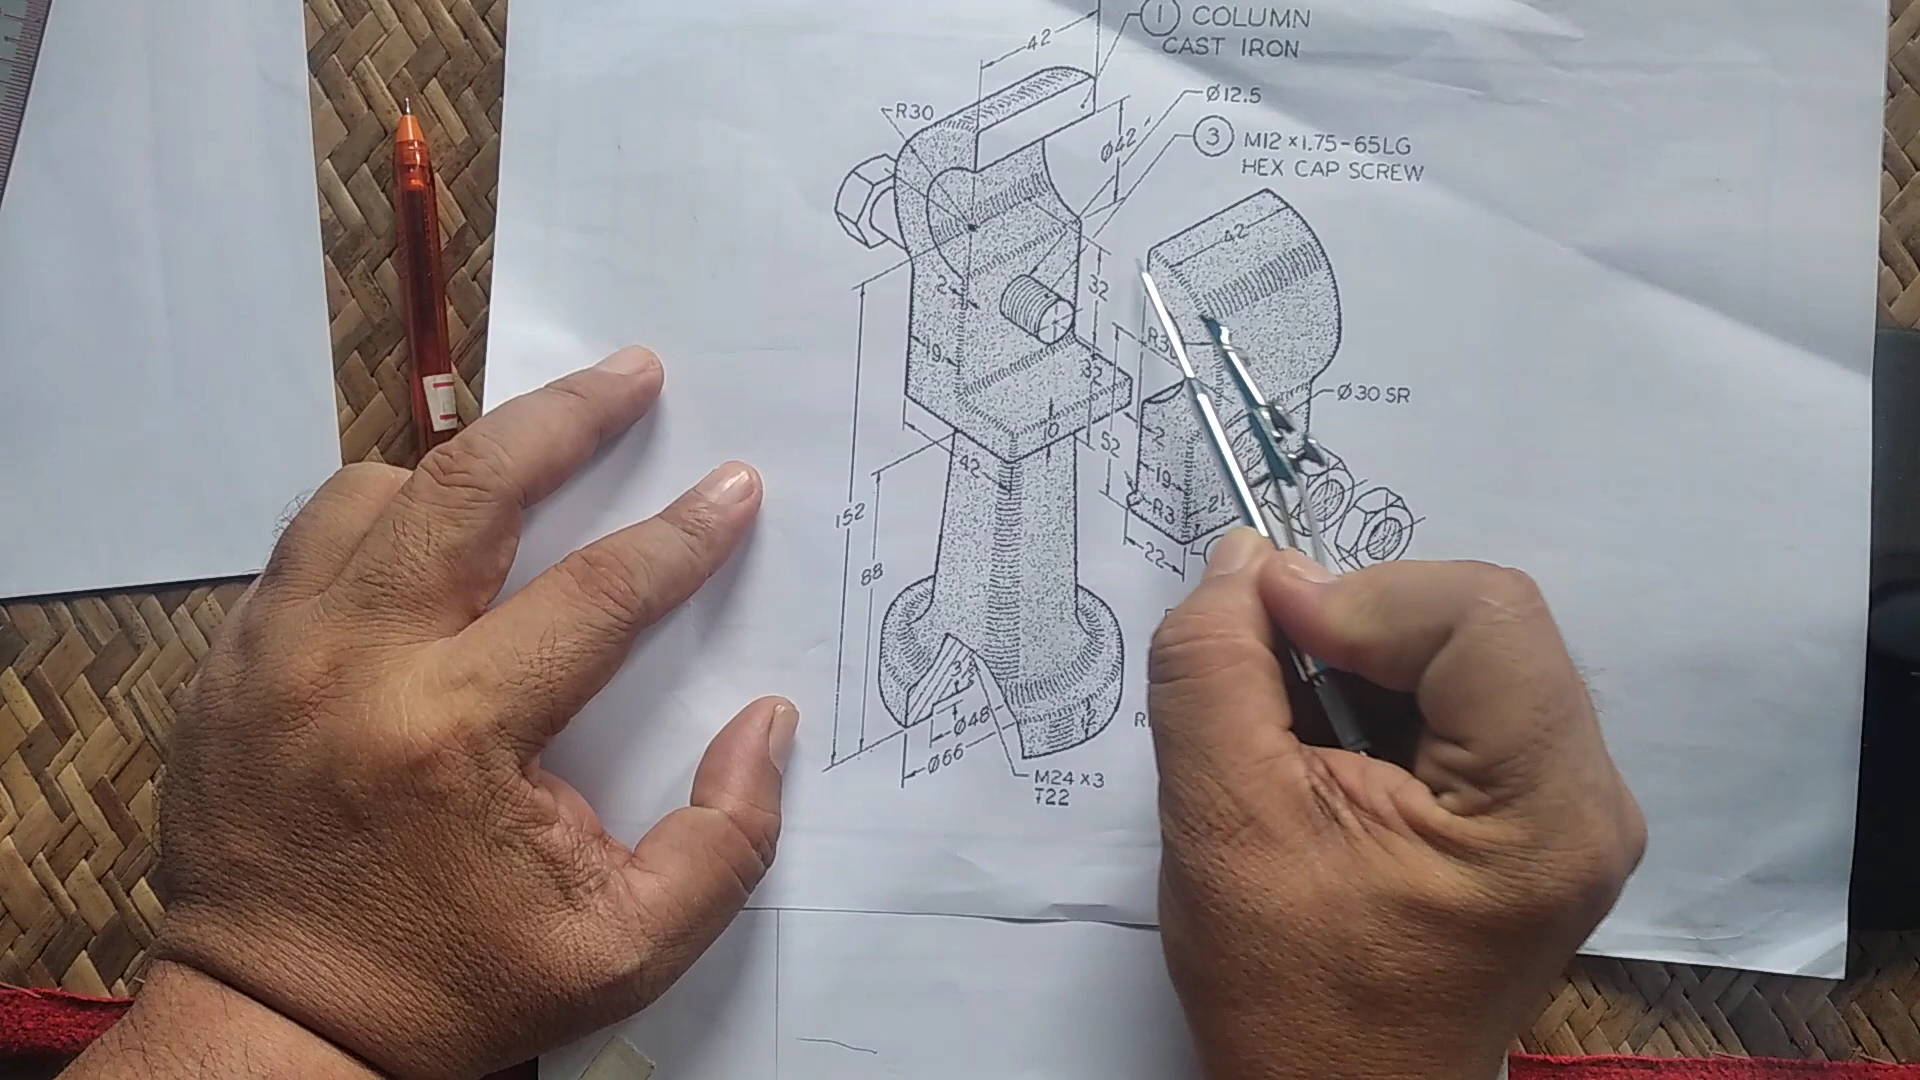 1 COLUMN
CAST IRON
42
Ø12.5
R30
3 M12×1.75-65LG
HEX CAP SCREW
Ø42
42
2
32
19
32
Ø30 SR
2
10
52
42
19
21
R3
152
22
88
3
Ø48
12
Ø66
M24×3
↧22